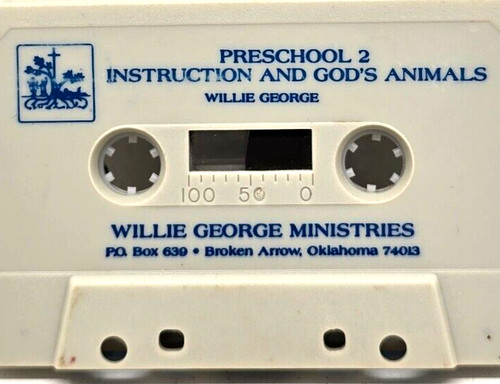 PRESCHOOL 2
INSTRUCTION AND GOD'S ANIMALS
WILLIE GEORGE
100 50 0
WILLIE GEORGE MINISTRIES
P.O. Box 639 • Broken Arrow, Oklahoma 74013